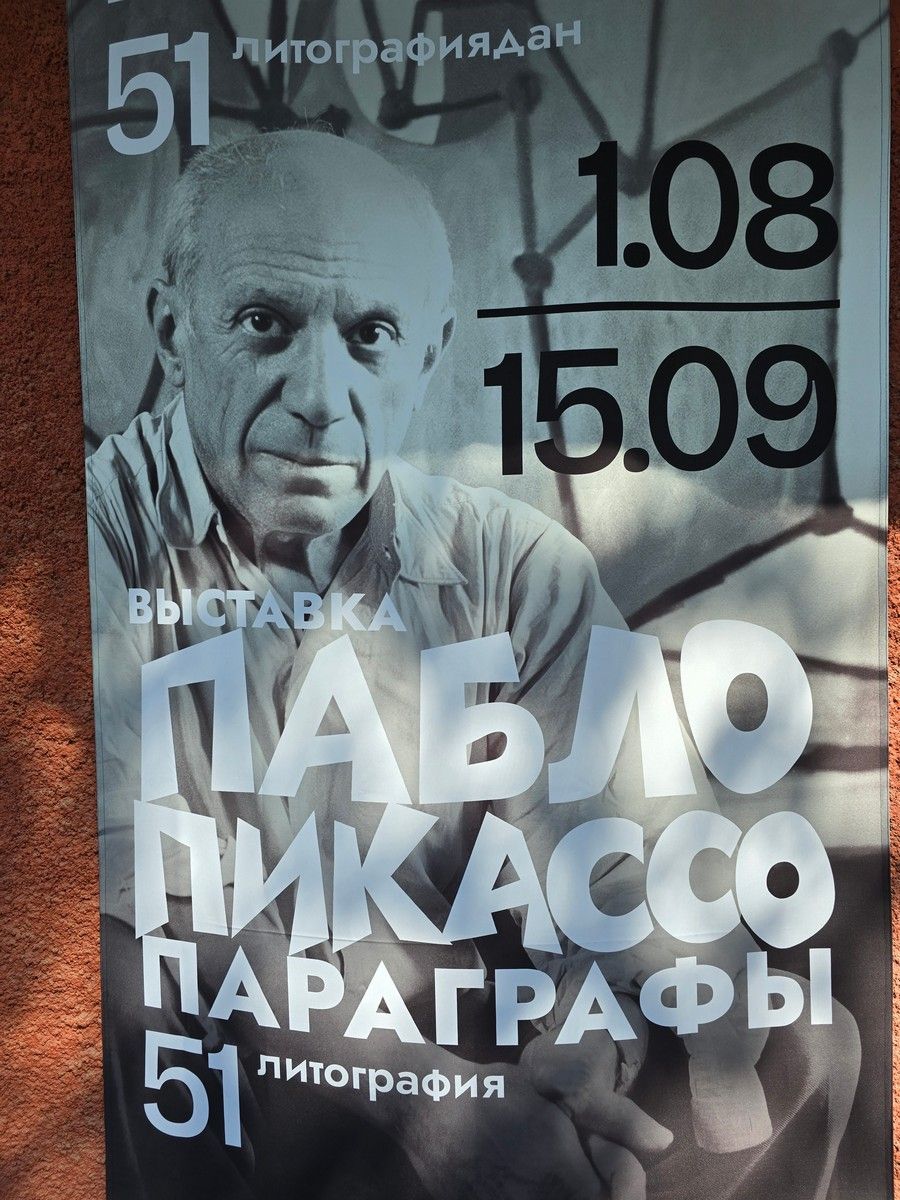 51 литографиядан
1.08
15.09
ВЫСТАВКА
ПАБЛО
ПИКАССО
ПАРАГРАФЫ
51 литография